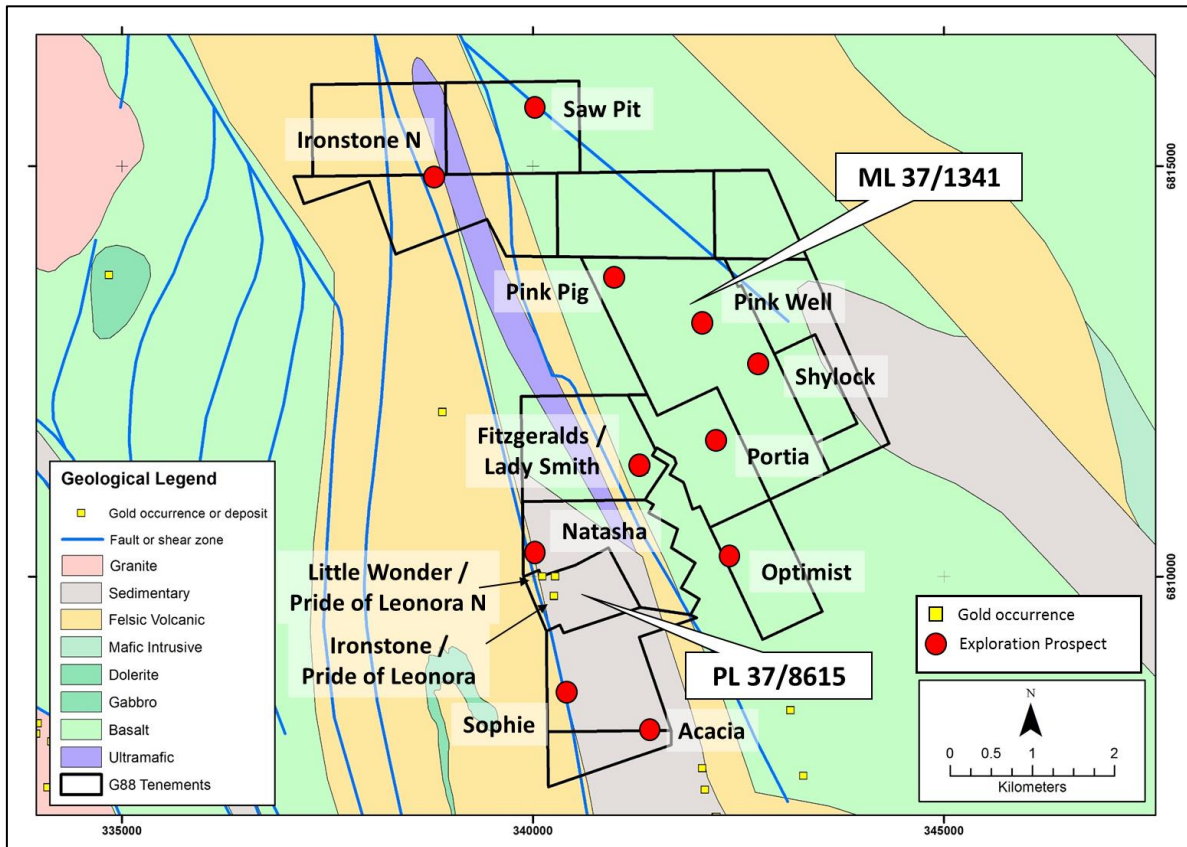 Saw Pit
Ironstone N
ML 37/1341
6815000
Pink Pig
Pink Well
Shylock
Fitzgeralds /
Lady Smith
Portia
Natasha
Optimist
Little Wonder /
Pride of Leonora N
6810000
Ironstone /
Pride of Leonora
PL 37/8615
Sophie
Acacia
Geological Legend
Gold occurrence or deposit
Fault or shear zone
Granite
Sedimentary
Felsic Volcanic
Mafic Intrusive
Dolerite
Gabbro
Basalt
Ultramafic
G88 Tenements
Gold occurrence
Exploration Prospect
N
0 0.5 1 2
Kilometers
335000
340000
345000